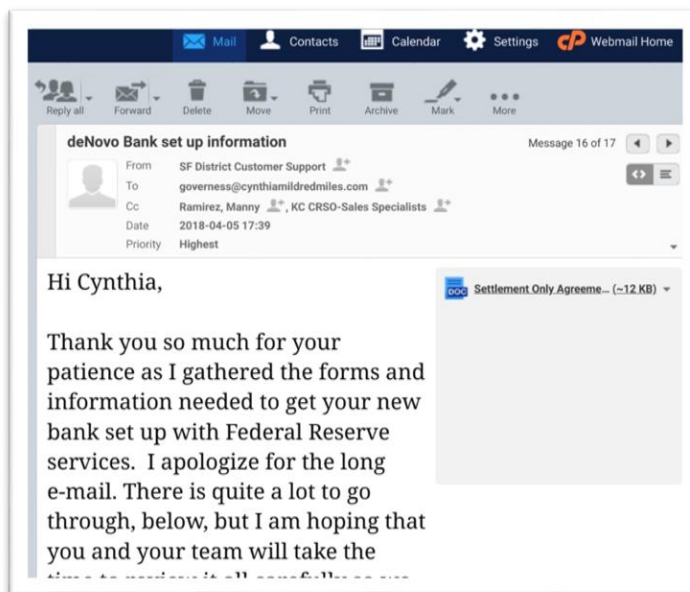 Mail Contacts Calendar Settings cP Webmail Home
Reply all Forward Delete Move Print Archive Mark More
deNovo Bank set up information Message 16 of 17
From SF District Customer Support
To governess@cynthiamildredmiles.com
Cc Ramirez, Manny , KC CRSO-Sales Specialists
Date 2018-04-05 17:39
Priority Highest
DOC Settlement Only Agreeme... (~12 KB)
Hi Cynthia,
Thank you so much for your
patience as I gathered the forms and
information needed to get your new
bank set up with Federal Reserve
services. I apologize for the long
e-mail. There is quite a lot to go
through, below, but I am hoping that
you and your team will take the